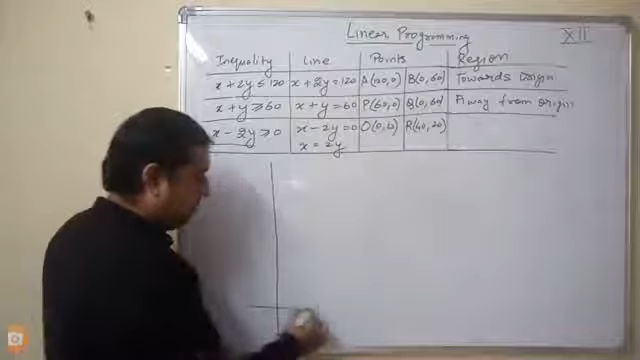 Linear Programming XII
Inequality Line Points Region
x + 2y ≤ 120 x + 2y = 120 A(120,0) B(0,60) Towards Origin
x + y ≥ 60 x + y = 60 P(60,0) Q(0,60) Away from origin
x - 2y ≥ 0 x - 2y = 0 O(0,0) R(40,20)
x = 2y